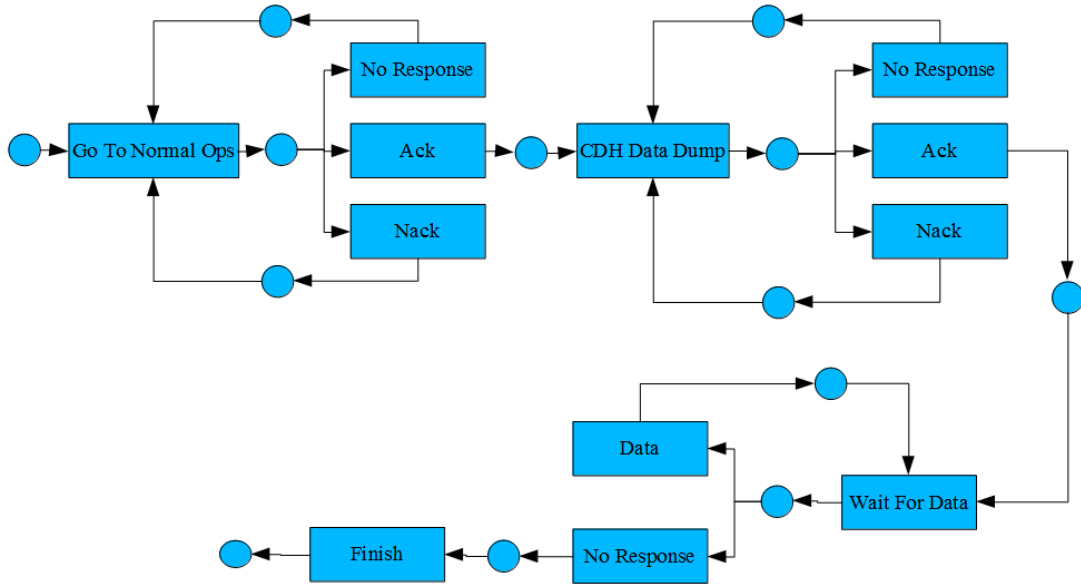 No Response
No Response
Go To Normal Ops
Ack
CDH Data Dump
Ack
Nack
Nack
Data
Wait For Data
Finish
No Response